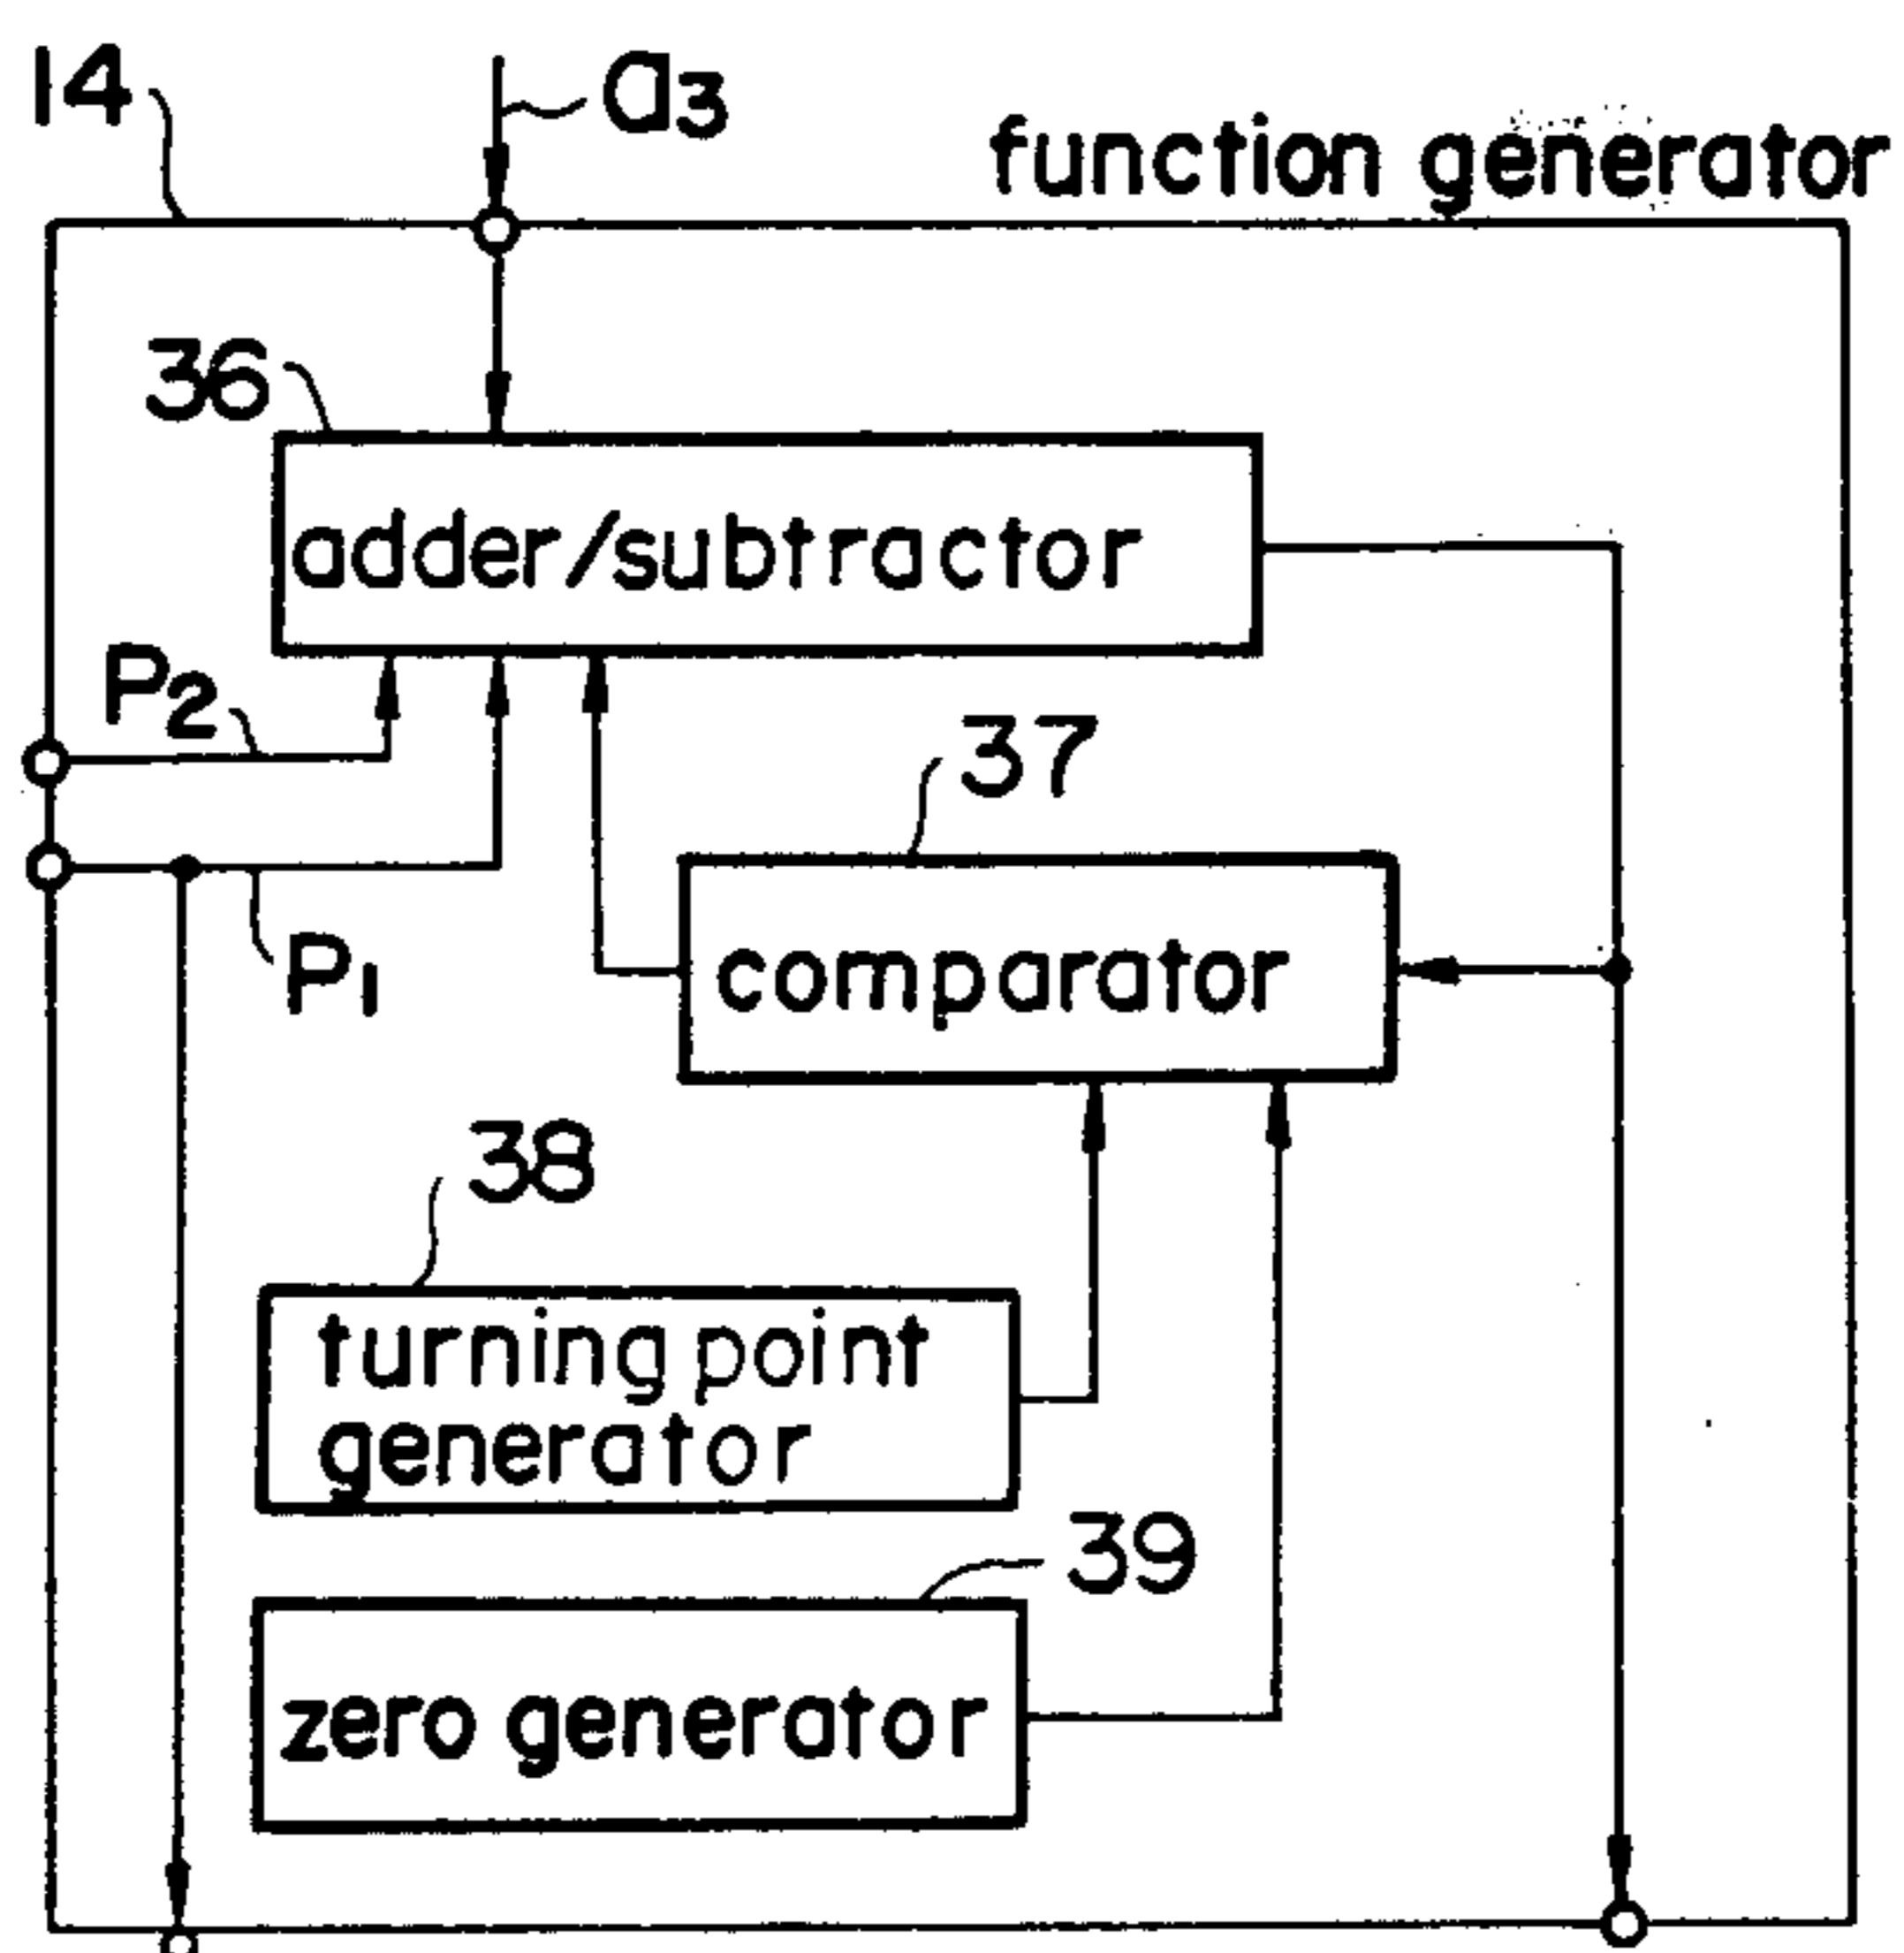 14
a3
function generator
36
adder/subtractor
P2
37
P1
comparator
38
turning point
generator
39
zero generator